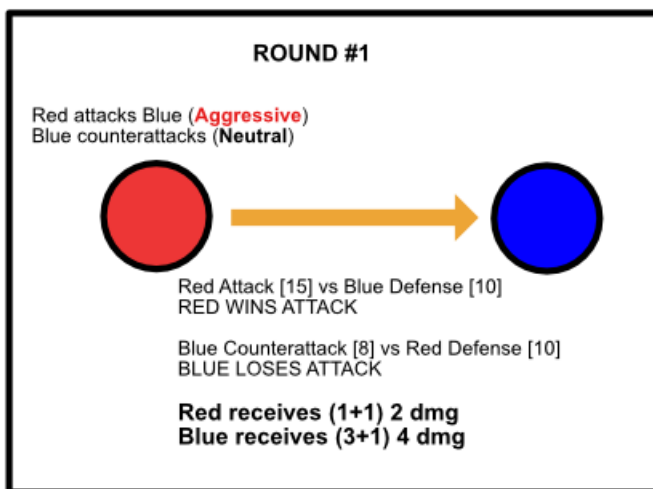 ROUND #1
Red attacks Blue (Aggressive)
Blue counterattacks (Neutral)
Red Attack [15] vs Blue Defense [10]
RED WINS ATTACK
Blue Counterattack [8] vs Red Defense [10]
BLUE LOSES ATTACK
Red receives (1+1) 2 dmg
Blue receives (3+1) 4 dmg